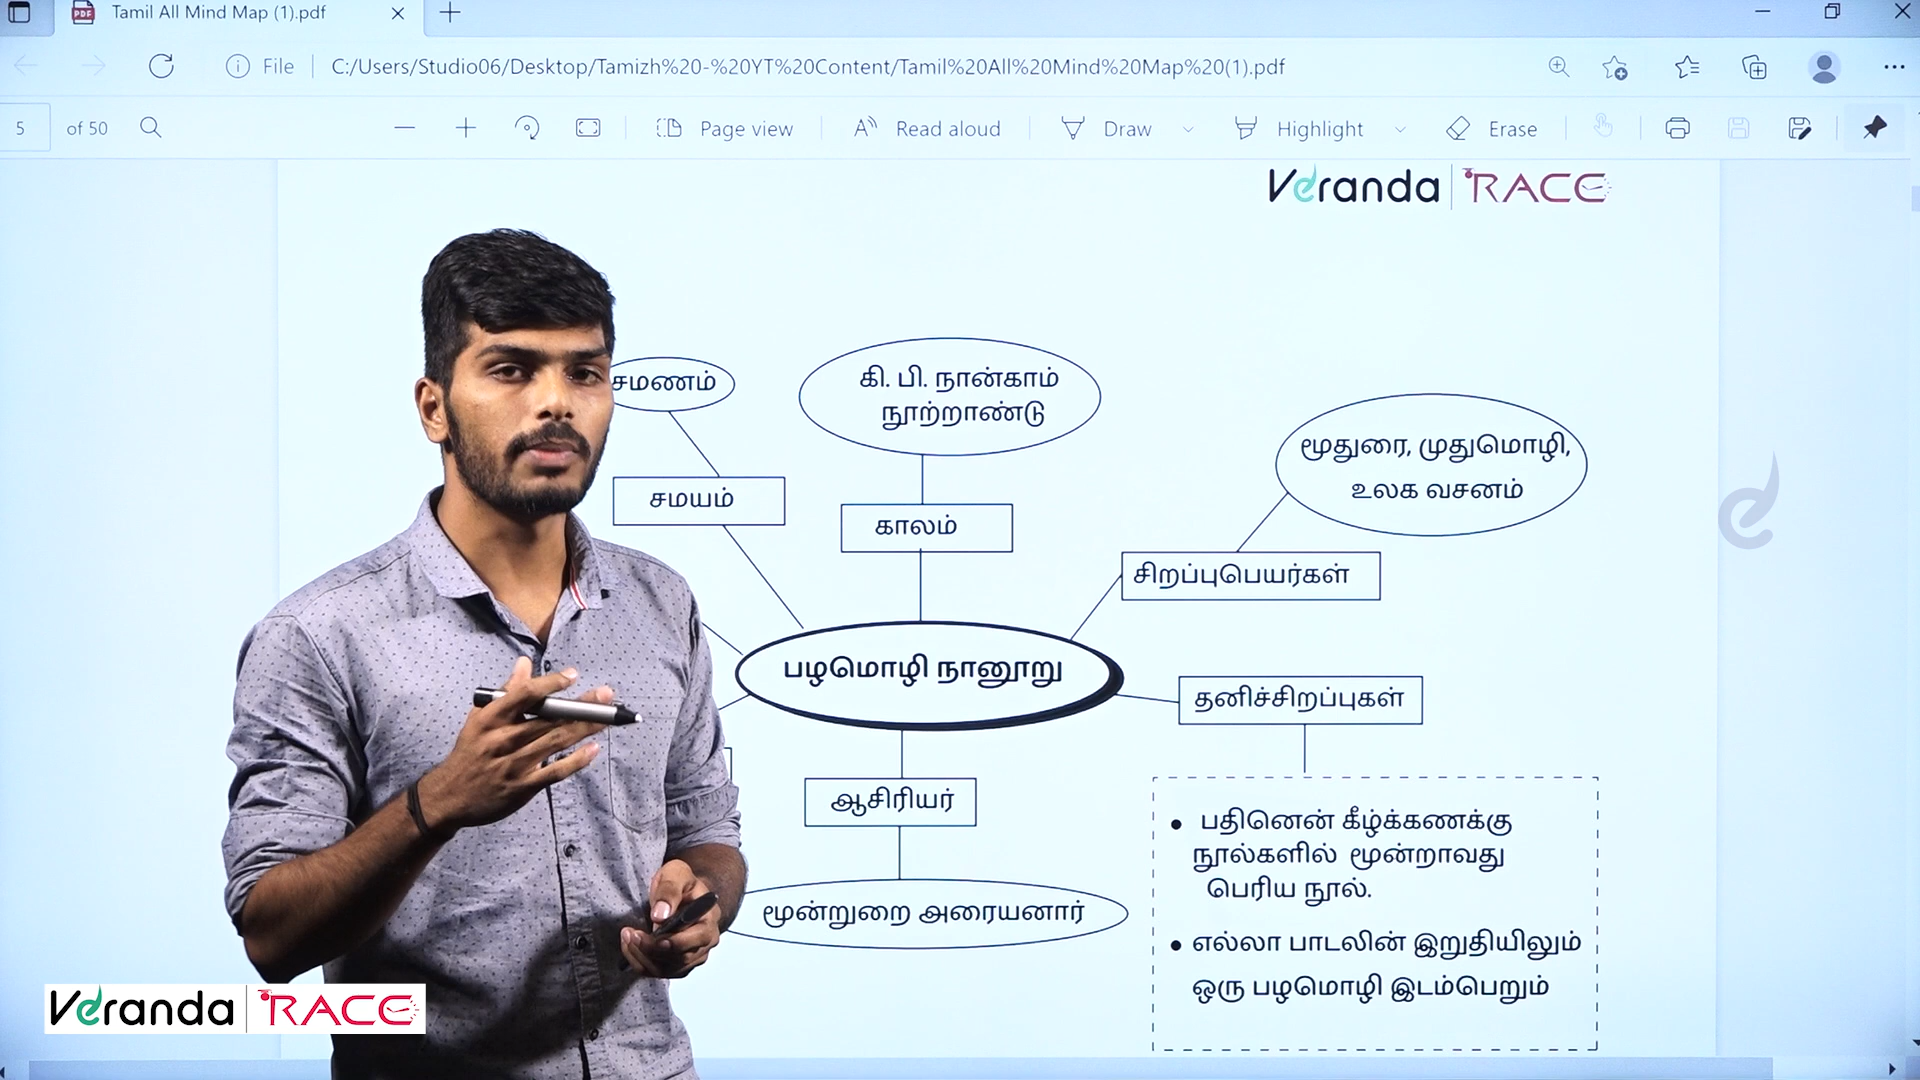 Tamil All Mind Map (1).pdf
File
C:/Users/Studio06/Desktop/Tamizh%20-%20YT%20Content/Tamil%20All%20Mind%20Map%20(1).pdf
5 of 50
Page view
Read aloud
Draw
Highlight
Erase
Veranda RACE
சமணம்
கி. பி. நான்காம்
நூற்றாண்டு
மூதுரை, முதுமொழி,
உலக வசனம்
சமயம்
காலம்
சிறப்புபெயர்கள்
பழமொழி நானூறு
தனிச்சிறப்புகள்
ஆசிரியர்
மூன்றுறை அரையனார்
• பதினென் கீழ்க்கணக்கு
நூல்களில் மூன்றாவது
பெரிய நூல்.
• எல்லா பாடலின் இறுதியிலும்
ஒரு பழமொழி இடம்பெறும்
Veranda RACE